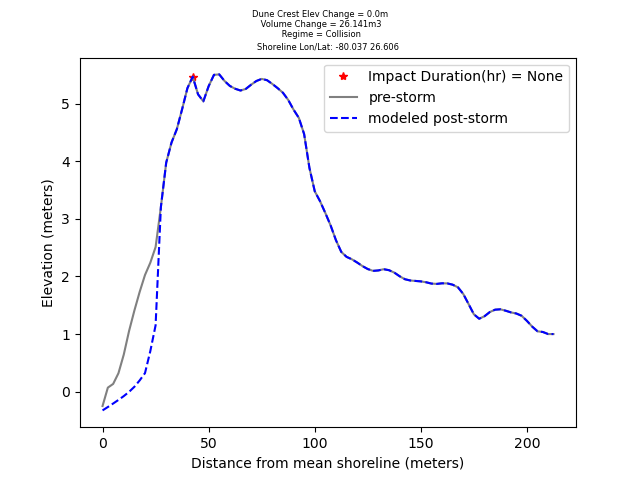 Dune Crest Elev Change = 0.0m
Volume Change = 26.141m3
Regime = Collision
Shoreline Lon/Lat: -80.037 26.606
Impact Duration(hr) = None
pre-storm
modeled post-storm
Elevation (meters)
5
4
3
2
1
0
0 50 100 150 200
Distance from mean shoreline (meters)